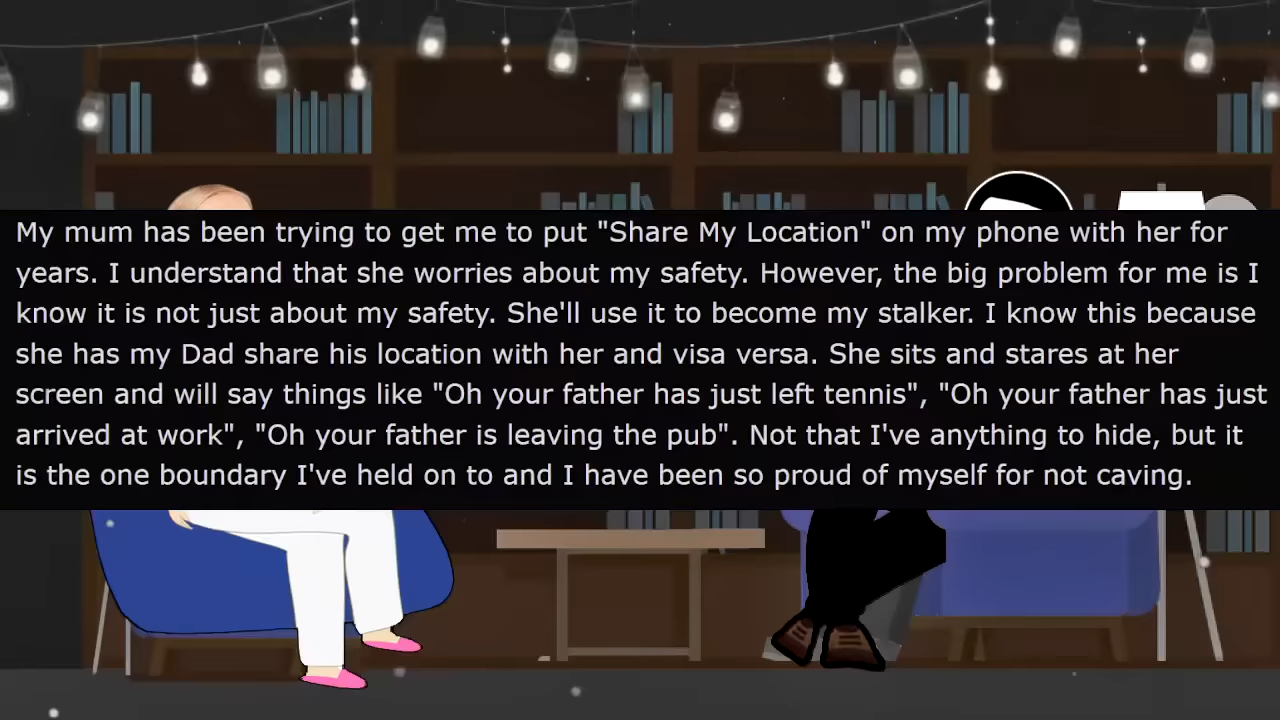 My mum has been trying to get me to put "Share My Location" on my phone with her for
years. I understand that she worries about my safety. However, the big problem for me is I
know it is not just about my safety. She'll use it to become my stalker. I know this because
she has my Dad share his location with her and visa versa. She sits and stares at her
screen and will say things like "Oh your father has just left tennis", "Oh your father has just
arrived at work", "Oh your father is leaving the pub". Not that I've anything to hide, but it
is the one boundary I've held on to and I have been so proud of myself for not caving.